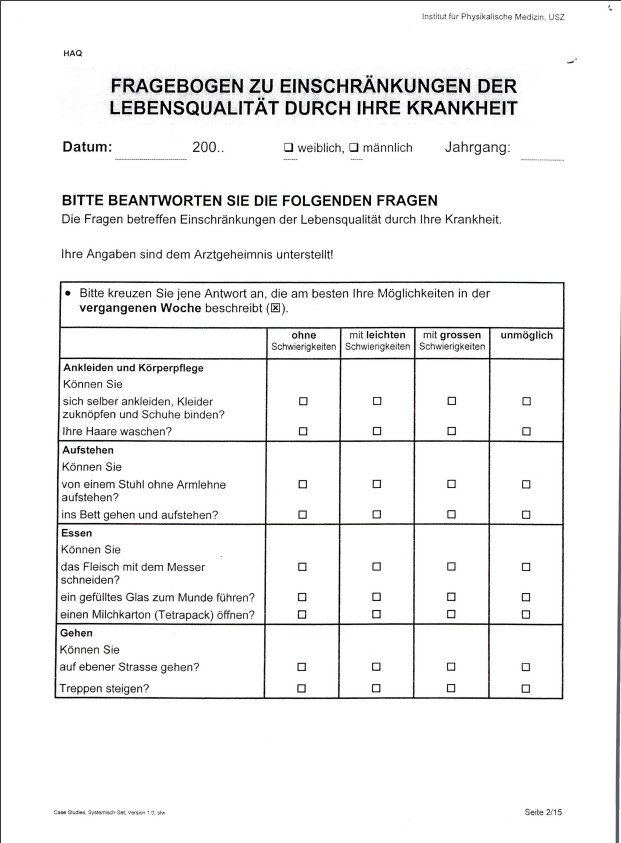 Institut für Physikalische Medizin, USZ
HAQ
FRAGEBOGEN ZU EINSCHRÄNKUNGEN DER
LEBENSQUALITÄT DURCH IHRE KRANKHEIT
Datum: 200.. ❑ weiblich, ❑ männlich Jahrgang:
BITTE BEANTWORTEN SIE DIE FOLGENDEN FRAGEN
Die Fragen betreffen Einschränkungen der Lebensqualität durch Ihre Krankheit.
Ihre Angaben sind dem Arztgeheimnis unterstellt!
• Bitte kreuzen Sie jene Antwort an, die am besten Ihre Möglichkeiten in der
vergangenen Woche beschreibt (☒).
ohne mit leichten mit grossen unmöglich
Schwierigkeiten Schwierigkeiten Schwierigkeiten
Ankleiden und Körperpflege
Können Sie
sich selber ankleiden, Kleider ☐ ☐ ☐ ☐
zuknöpfen und Schuhe binden?
Ihre Haare waschen? ☐ ☐ ☐ ☐
Aufstehen
Können Sie
von einem Stuhl ohne Armlehne ☐ ☐ ☐ ☐
aufstehen?
ins Bett gehen und aufstehen? ☐ ☐ ☐ ☐
Essen
Können Sie
das Fleisch mit dem Messer ☐ ☐ ☐ ☐
schneiden?
ein gefülltes Glas zum Munde führen? ☐ ☐ ☐ ☐
einen Milchkarton (Tetrapack) öffnen? ☐ ☐ ☐ ☐
Gehen
Können Sie
auf ebener Strasse gehen? ☐ ☐ ☐ ☐
Treppen steigen? ☐ ☐ ☐ ☐
Case Studies, Systemisch-Set, Version 1.0, stw Seite 2/15